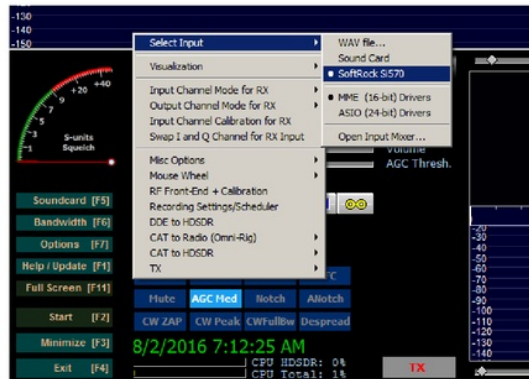 -130
-140
-150
Select Input
Visualization
Input Channel Mode for RX
Output Channel Mode for RX
Input Channel Calibration for RX
Swap I and Q Channel for RX Input
Misc Options
Mouse Wheel
RF Front-End + Calibration
Recording Settings/Scheduler
DDE to HDSDR
CAT to Radio (Omni-Rig)
CAT to HDSDR
TX
WAV file...
Sound Card
SoftRock Si570
MME (16-bit) Drivers
ASIO (24-bit) Drivers
Open Input Mixer...
Volume
AGC Thresh.
1
3
5
7
9
+20
+40
S-units
Squelch
Soundcard [F5]
Bandwidth [F6]
Options [F7]
Help / Update [F1]
Full Screen [F11]
Start [F2]
Minimize [F3]
Exit [F4]
Mute AGC Med Notch ANotch
CW ZAP CW Peak CWFullBw Despread
8/2/2016 7:12:25 AM
CPU HDSDR: 0%
CPU Total: 1%
TX
-20
-30
-40
-50
-60
-70
-80
-90
-100
-110
-120
-130
-140